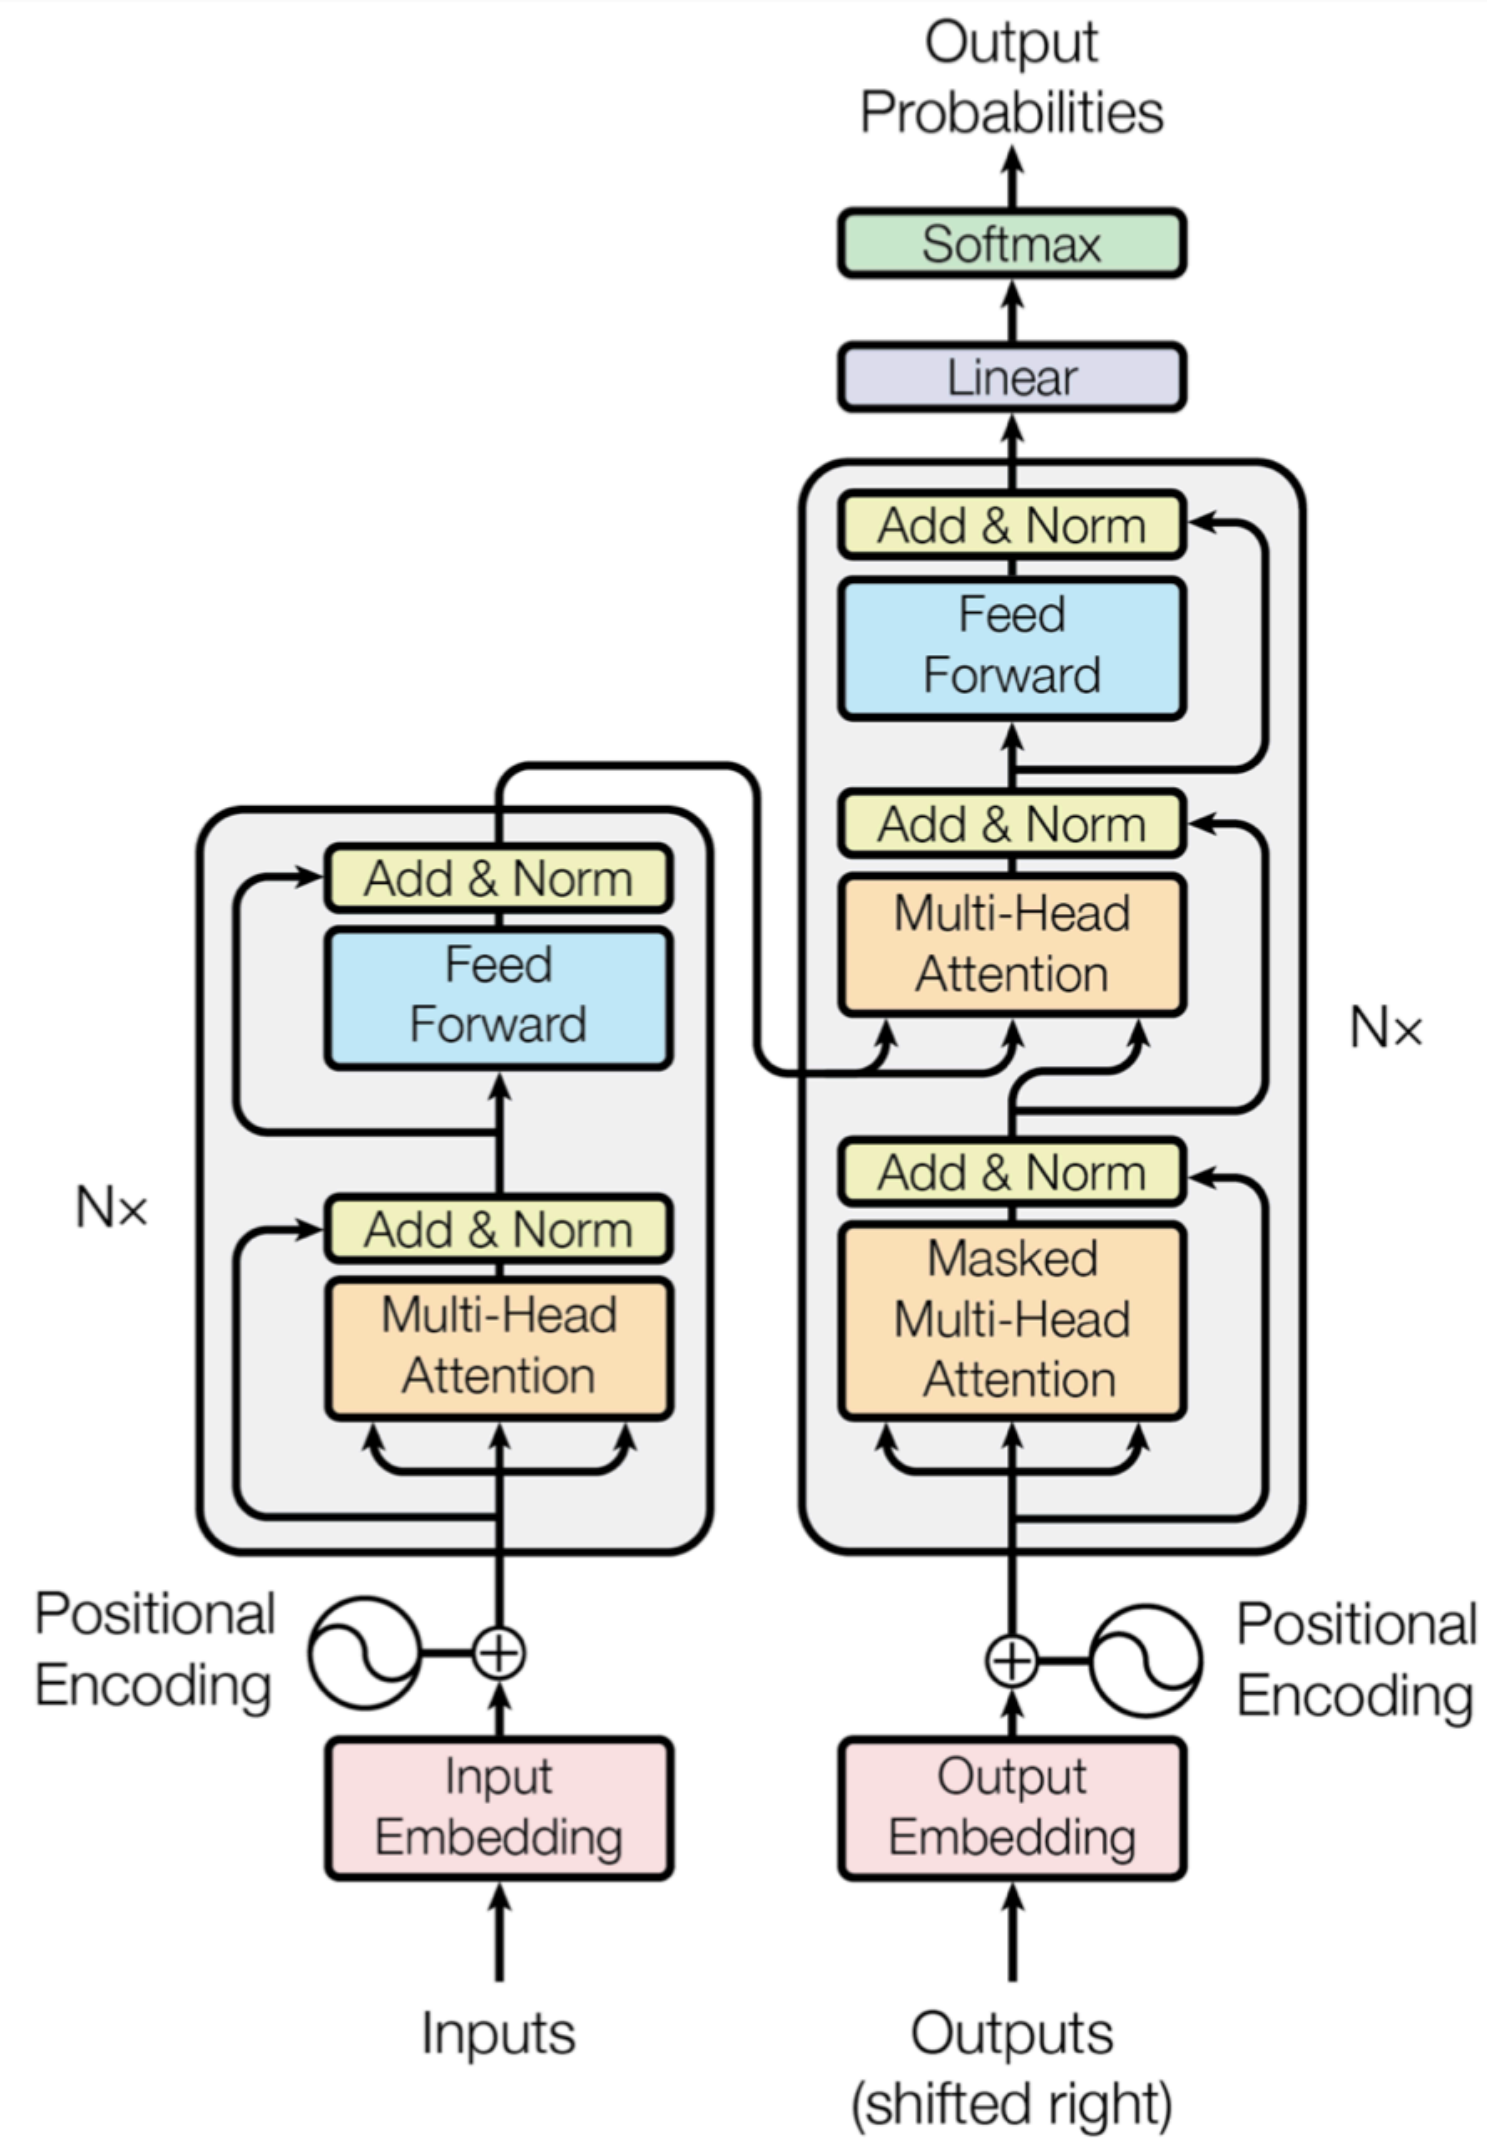 Output
Probabilities
Softmax
Linear
Add & Norm
Feed
Forward
Add & Norm
Multi-Head
Attention
Add & Norm
Masked
Multi-Head
Attention
Nx
Add & Norm
Feed
Forward
Add & Norm
Multi-Head
Attention
Nx
Positional
Encoding
Positional
Encoding
Input
Embedding
Output
Embedding
Inputs
Outputs
(shifted right)